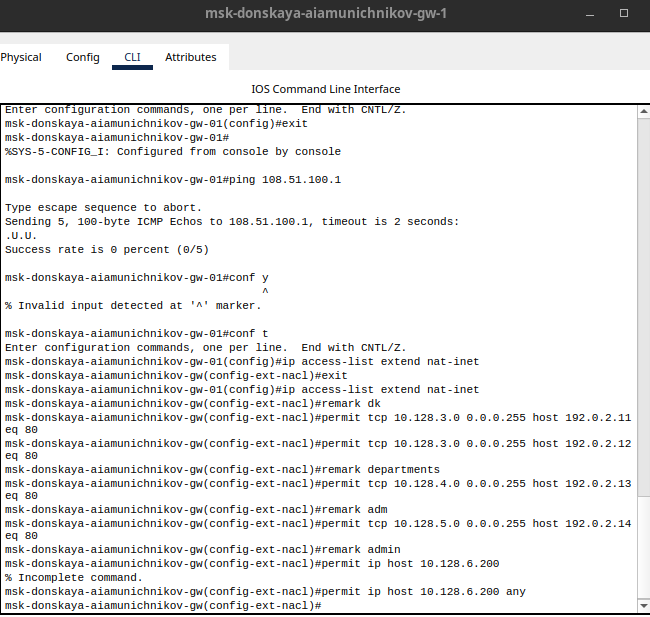 msk-donskaya-aiamunichnikov-gw-1
Physical Config CLI Attributes
IOS Command Line Interface
Enter configuration commands, one per line.  End with CNTL/Z.
msk-donskaya-aiamunichnikov-gw-01(config)#exit
msk-donskaya-aiamunichnikov-gw-01#
%SYS-5-CONFIG_I: Configured from console by console
msk-donskaya-aiamunichnikov-gw-01#ping 108.51.100.1
Type escape sequence to abort.
Sending 5, 100-byte ICMP Echos to 108.51.100.1, timeout is 2 seconds:
.U.U.
Success rate is 0 percent (0/5)
msk-donskaya-aiamunichnikov-gw-01#conf y
^
% Invalid input detected at '^' marker.
msk-donskaya-aiamunichnikov-gw-01#conf t
Enter configuration commands, one per line.  End with CNTL/Z.
msk-donskaya-aiamunichnikov-gw-01(config)#ip access-list extend nat-inet
msk-donskaya-aiamunichnikov-gw(config-ext-nacl)#exit
msk-donskaya-aiamunichnikov-gw-01(config)#ip access-list extend nat-inet
msk-donskaya-aiamunichnikov-gw(config-ext-nacl)#remark dk
msk-donskaya-aiamunichnikov-gw(config-ext-nacl)#permit tcp 10.128.3.0 0.0.0.255 host 192.0.2.11
eq 80
msk-donskaya-aiamunichnikov-gw(config-ext-nacl)#permit tcp 10.128.3.0 0.0.0.255 host 192.0.2.12
eq 80
msk-donskaya-aiamunichnikov-gw(config-ext-nacl)#remark departments
msk-donskaya-aiamunichnikov-gw(config-ext-nacl)#permit tcp 10.128.4.0 0.0.0.255 host 192.0.2.13
eq 80
msk-donskaya-aiamunichnikov-gw(config-ext-nacl)#remark adm
msk-donskaya-aiamunichnikov-gw(config-ext-nacl)#permit tcp 10.128.5.0 0.0.0.255 host 192.0.2.14
eq 80
msk-donskaya-aiamunichnikov-gw(config-ext-nacl)#remark admin
msk-donskaya-aiamunichnikov-gw(config-ext-nacl)#permit ip host 10.128.6.200
% Incomplete command.
msk-donskaya-aiamunichnikov-gw(config-ext-nacl)#permit ip host 10.128.6.200 any
msk-donskaya-aiamunichnikov-gw(config-ext-nacl)#